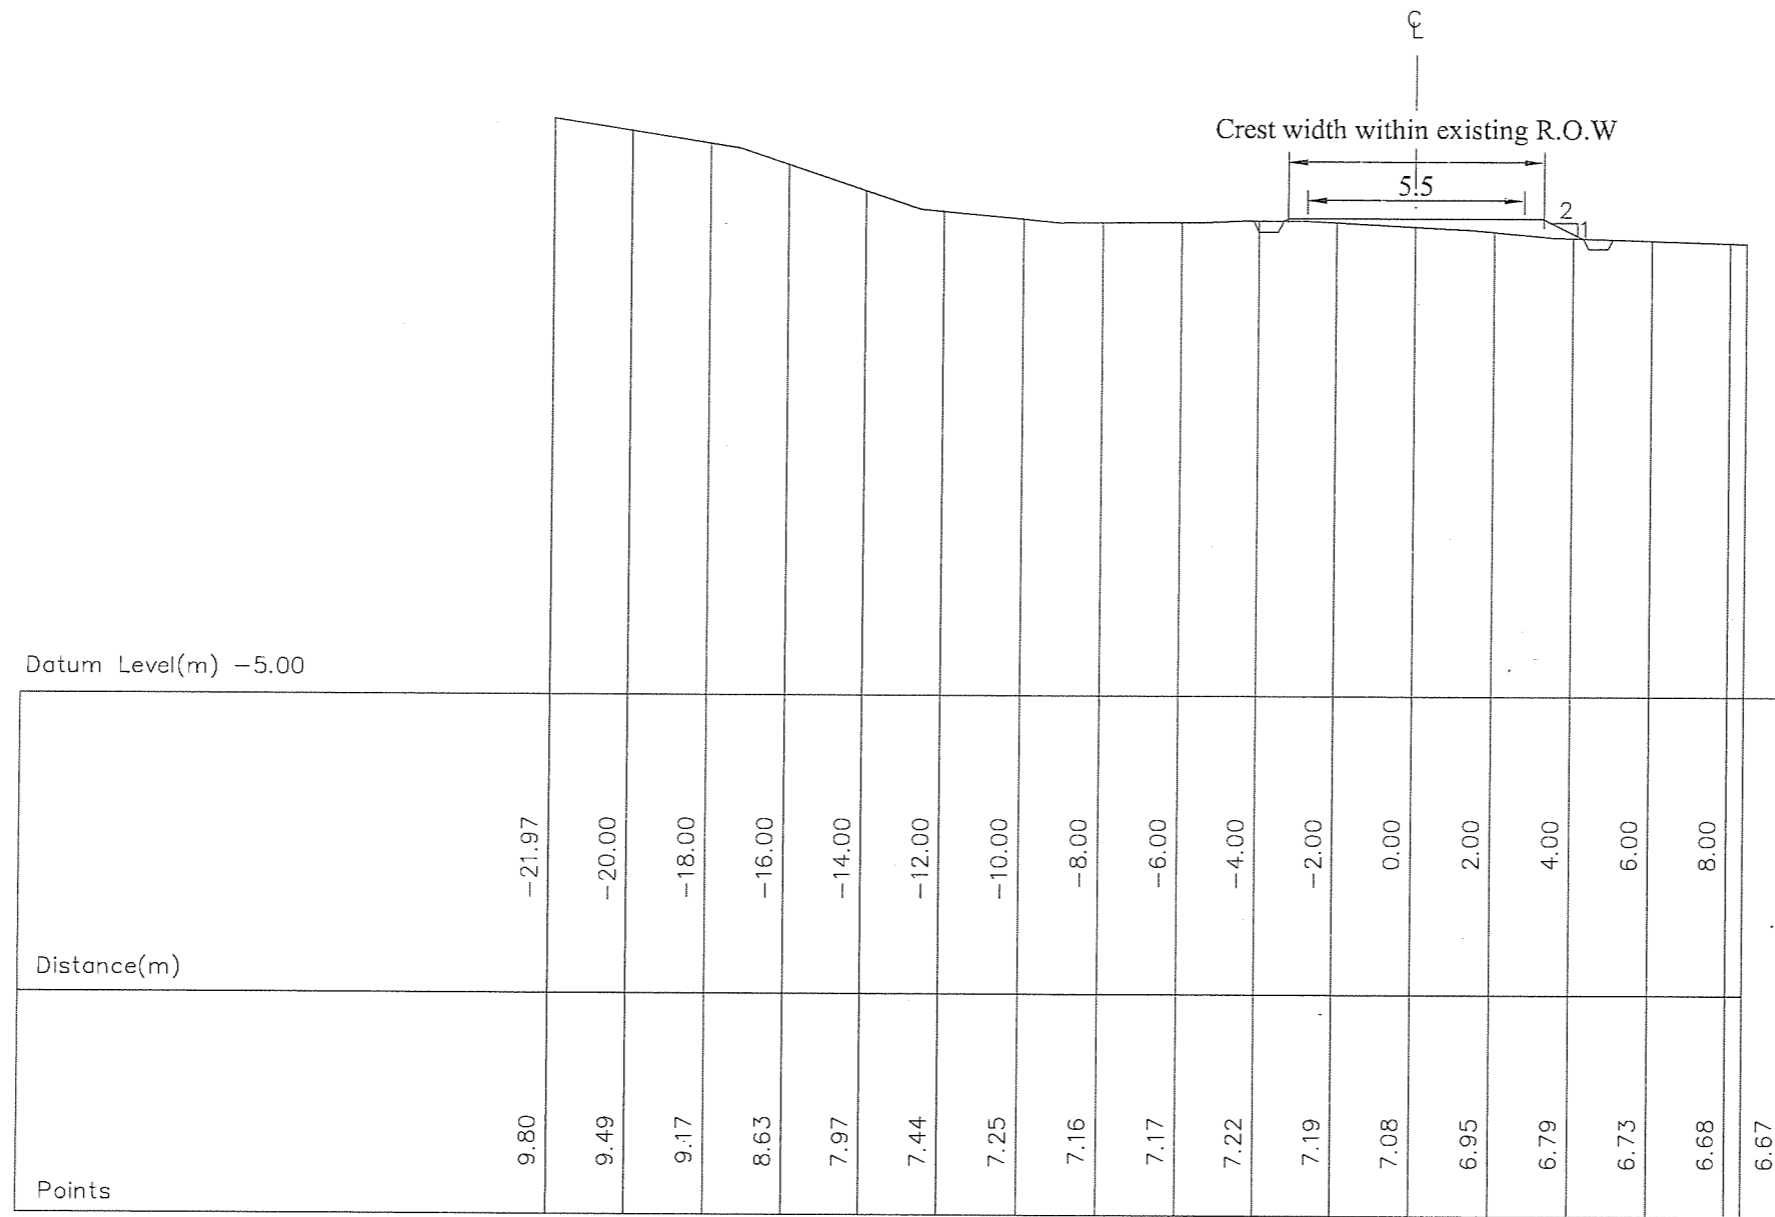 ℄
Crest width within existing R.O.W
5.5
2
1
Datum Level(m) -5.00
-21.97 -20.00 -18.00 -16.00 -14.00 -12.00 -10.00 -8.00 -6.00 -4.00 -2.00 0.00 2.00 4.00 6.00 8.00
Distance(m)
9.80 9.49 9.17 8.63 7.97 7.44 7.25 7.16 7.17 7.22 7.19 7.08 6.95 6.79 6.73 6.68 6.67
Points